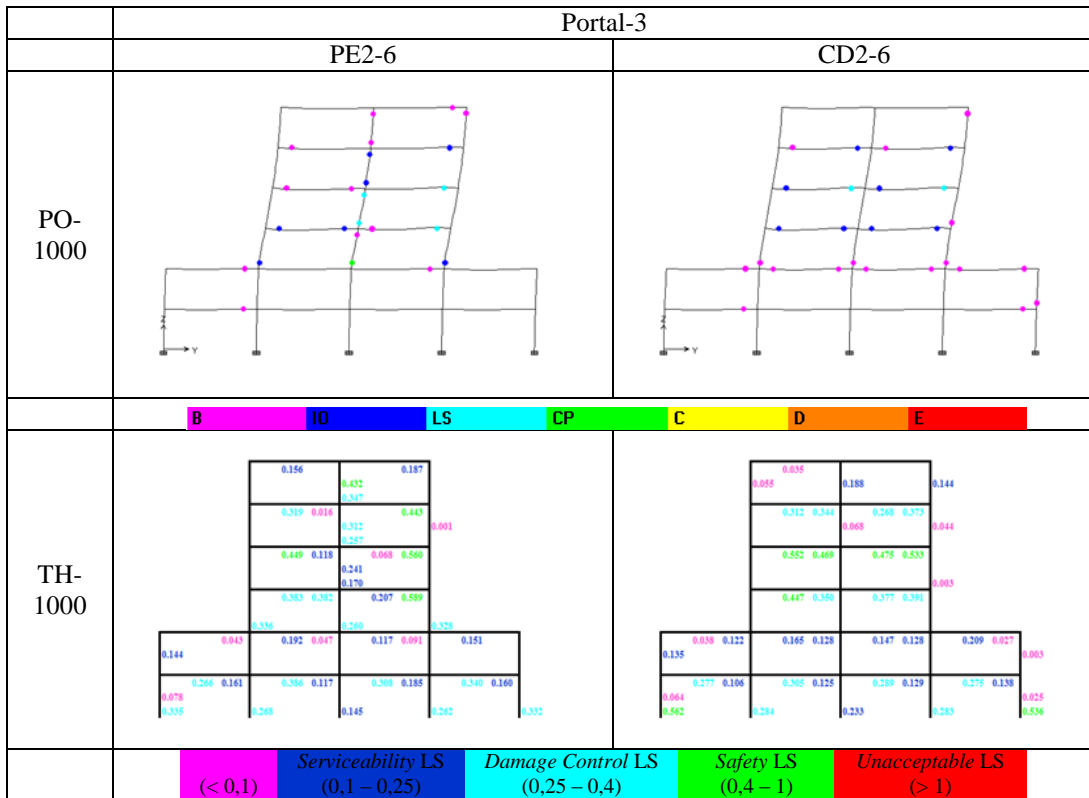 Portal-3
PE2-6 CD2-6
PO-
1000
Z
Y
Z
Y
B IO LS CP C D E
TH-
1000
0.156 0.187
0.432
0.347
0.319 0.016 0.443
0.312 0.001
0.257
0.449 0.118 0.068 0.560
0.241
0.170
0.383 0.382 0.207 0.589
0.336 0.260 0.328
0.043 0.192 0.047 0.117 0.091 0.151
0.144
0.266 0.161 0.386 0.117 0.308 0.185 0.340 0.160
0.078
0.335 0.268 0.145 0.262 0.332
0.035
0.055 0.188 0.144
0.312 0.344 0.268 0.373
0.068 0.044
0.552 0.469 0.475 0.533
0.003
0.447 0.350 0.377 0.391
0.038 0.122 0.165 0.128 0.147 0.128 0.209 0.027
0.135 0.003
0.277 0.106 0.305 0.125 0.289 0.129 0.275 0.138
0.064 0.025
0.562 0.284 0.233 0.283 0.536
(< 0,1)
Serviceability LS
(0,1 – 0,25)
Damage Control LS
(0,25 – 0,4)
Safety LS
(0,4 – 1)
Unacceptable LS
(> 1)